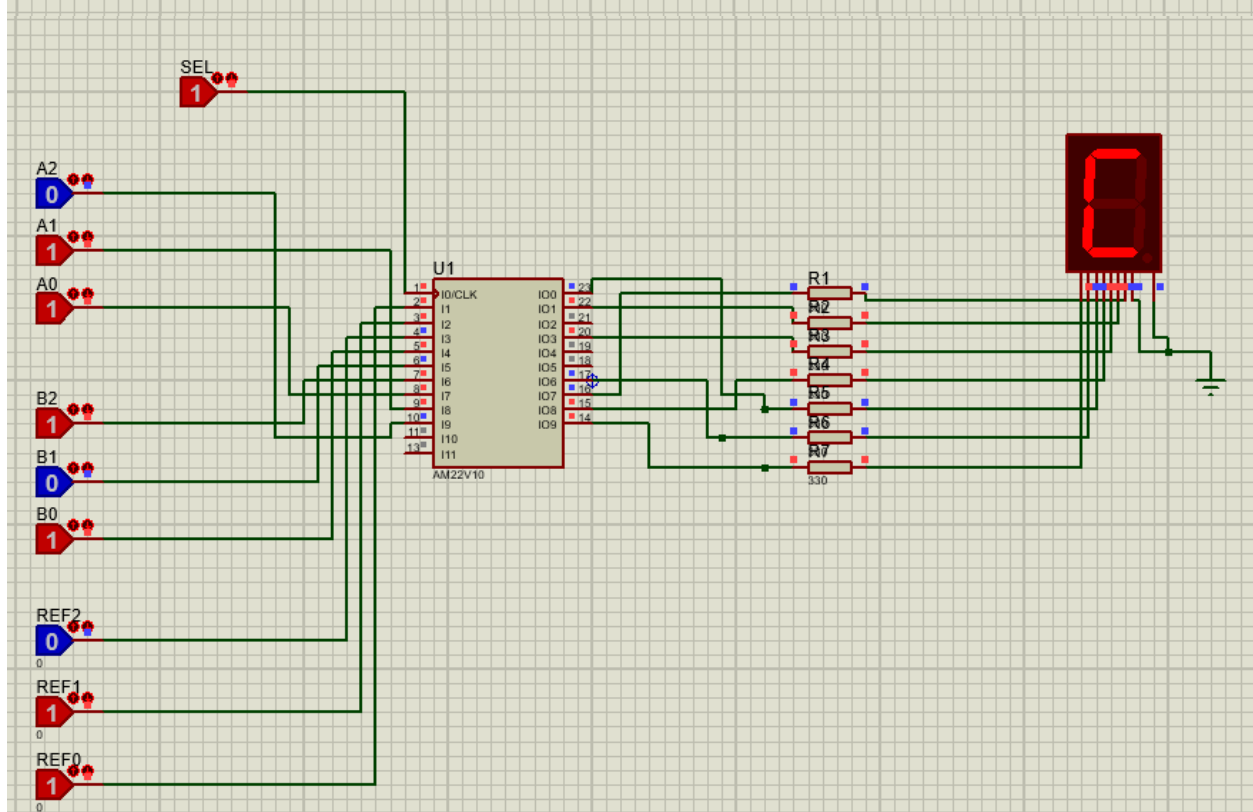 SEL
1
A2
0
A1
1
A0
1
B2
1
B1
0
B0
1
REF2
0
0
REF1
1
0
REF0
1
0
U1
1 I0/CLK IO0 23
2 I1 IO1 22
3 I2 IO2 21
4 I3 IO3 20
5 I4 IO4 19
6 I5 IO5 18
7 I6 IO6 17
8 I7 IO7 16
9 I8 IO8 15
10 I9 IO9 14
11 I10
13 I11
AM22V10
R1
R2
R3
R4
R5
R6
R7
330